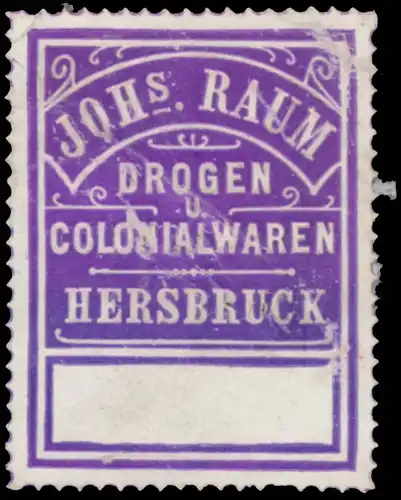 JOHS. RAUM
DROGEN
U
COLONIALWAREN
HERSBRUCK